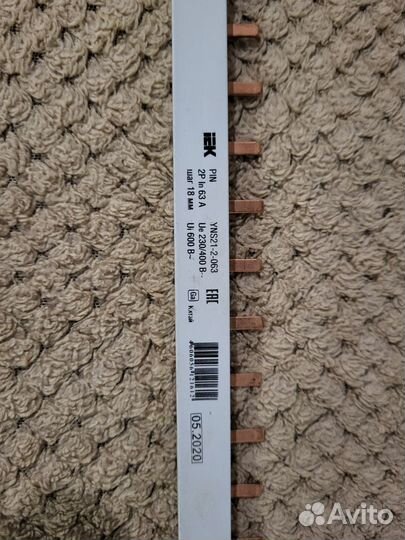 IEK
PIN
2P In 63 A
шаг 18 мм
YNS21-2-063
Ue 230/400 В~
Ui 600 В~
EAC
Китай
05.2020
Avito